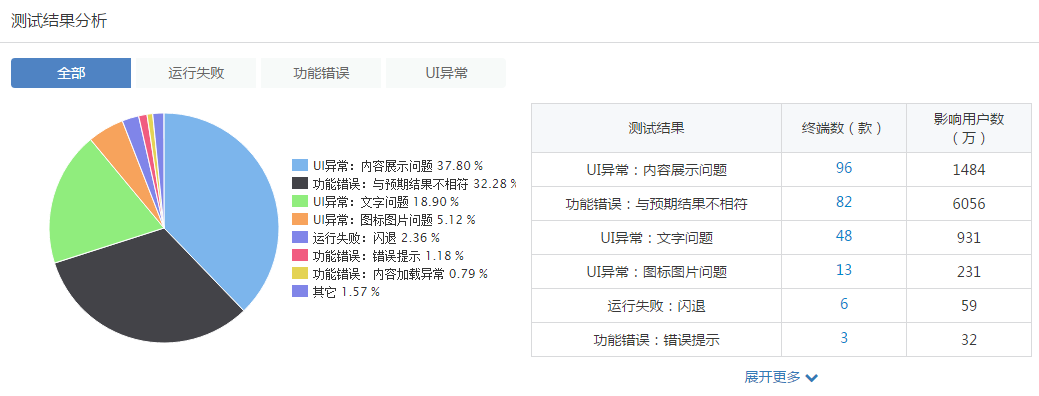 测试结果分析
全部
运行失败
功能错误
UI异常
UI异常：内容展示问题 37.80 %
功能错误：与预期结果不相符 32.28 %
UI异常：文字问题 18.90 %
UI异常：图标图片问题 5.12 %
运行失败：闪退 2.36 %
功能错误：错误提示 1.18 %
功能错误：内容加载异常 0.79 %
其它 1.57 %
测试结果 终端数（款） 影响用户数
（万）
UI异常：内容展示问题 96 1484
功能错误：与预期结果不相符 82 6056
UI异常：文字问题 48 931
UI异常：图标图片问题 13 231
运行失败：闪退 6 59
功能错误：错误提示 3 32
展开更多